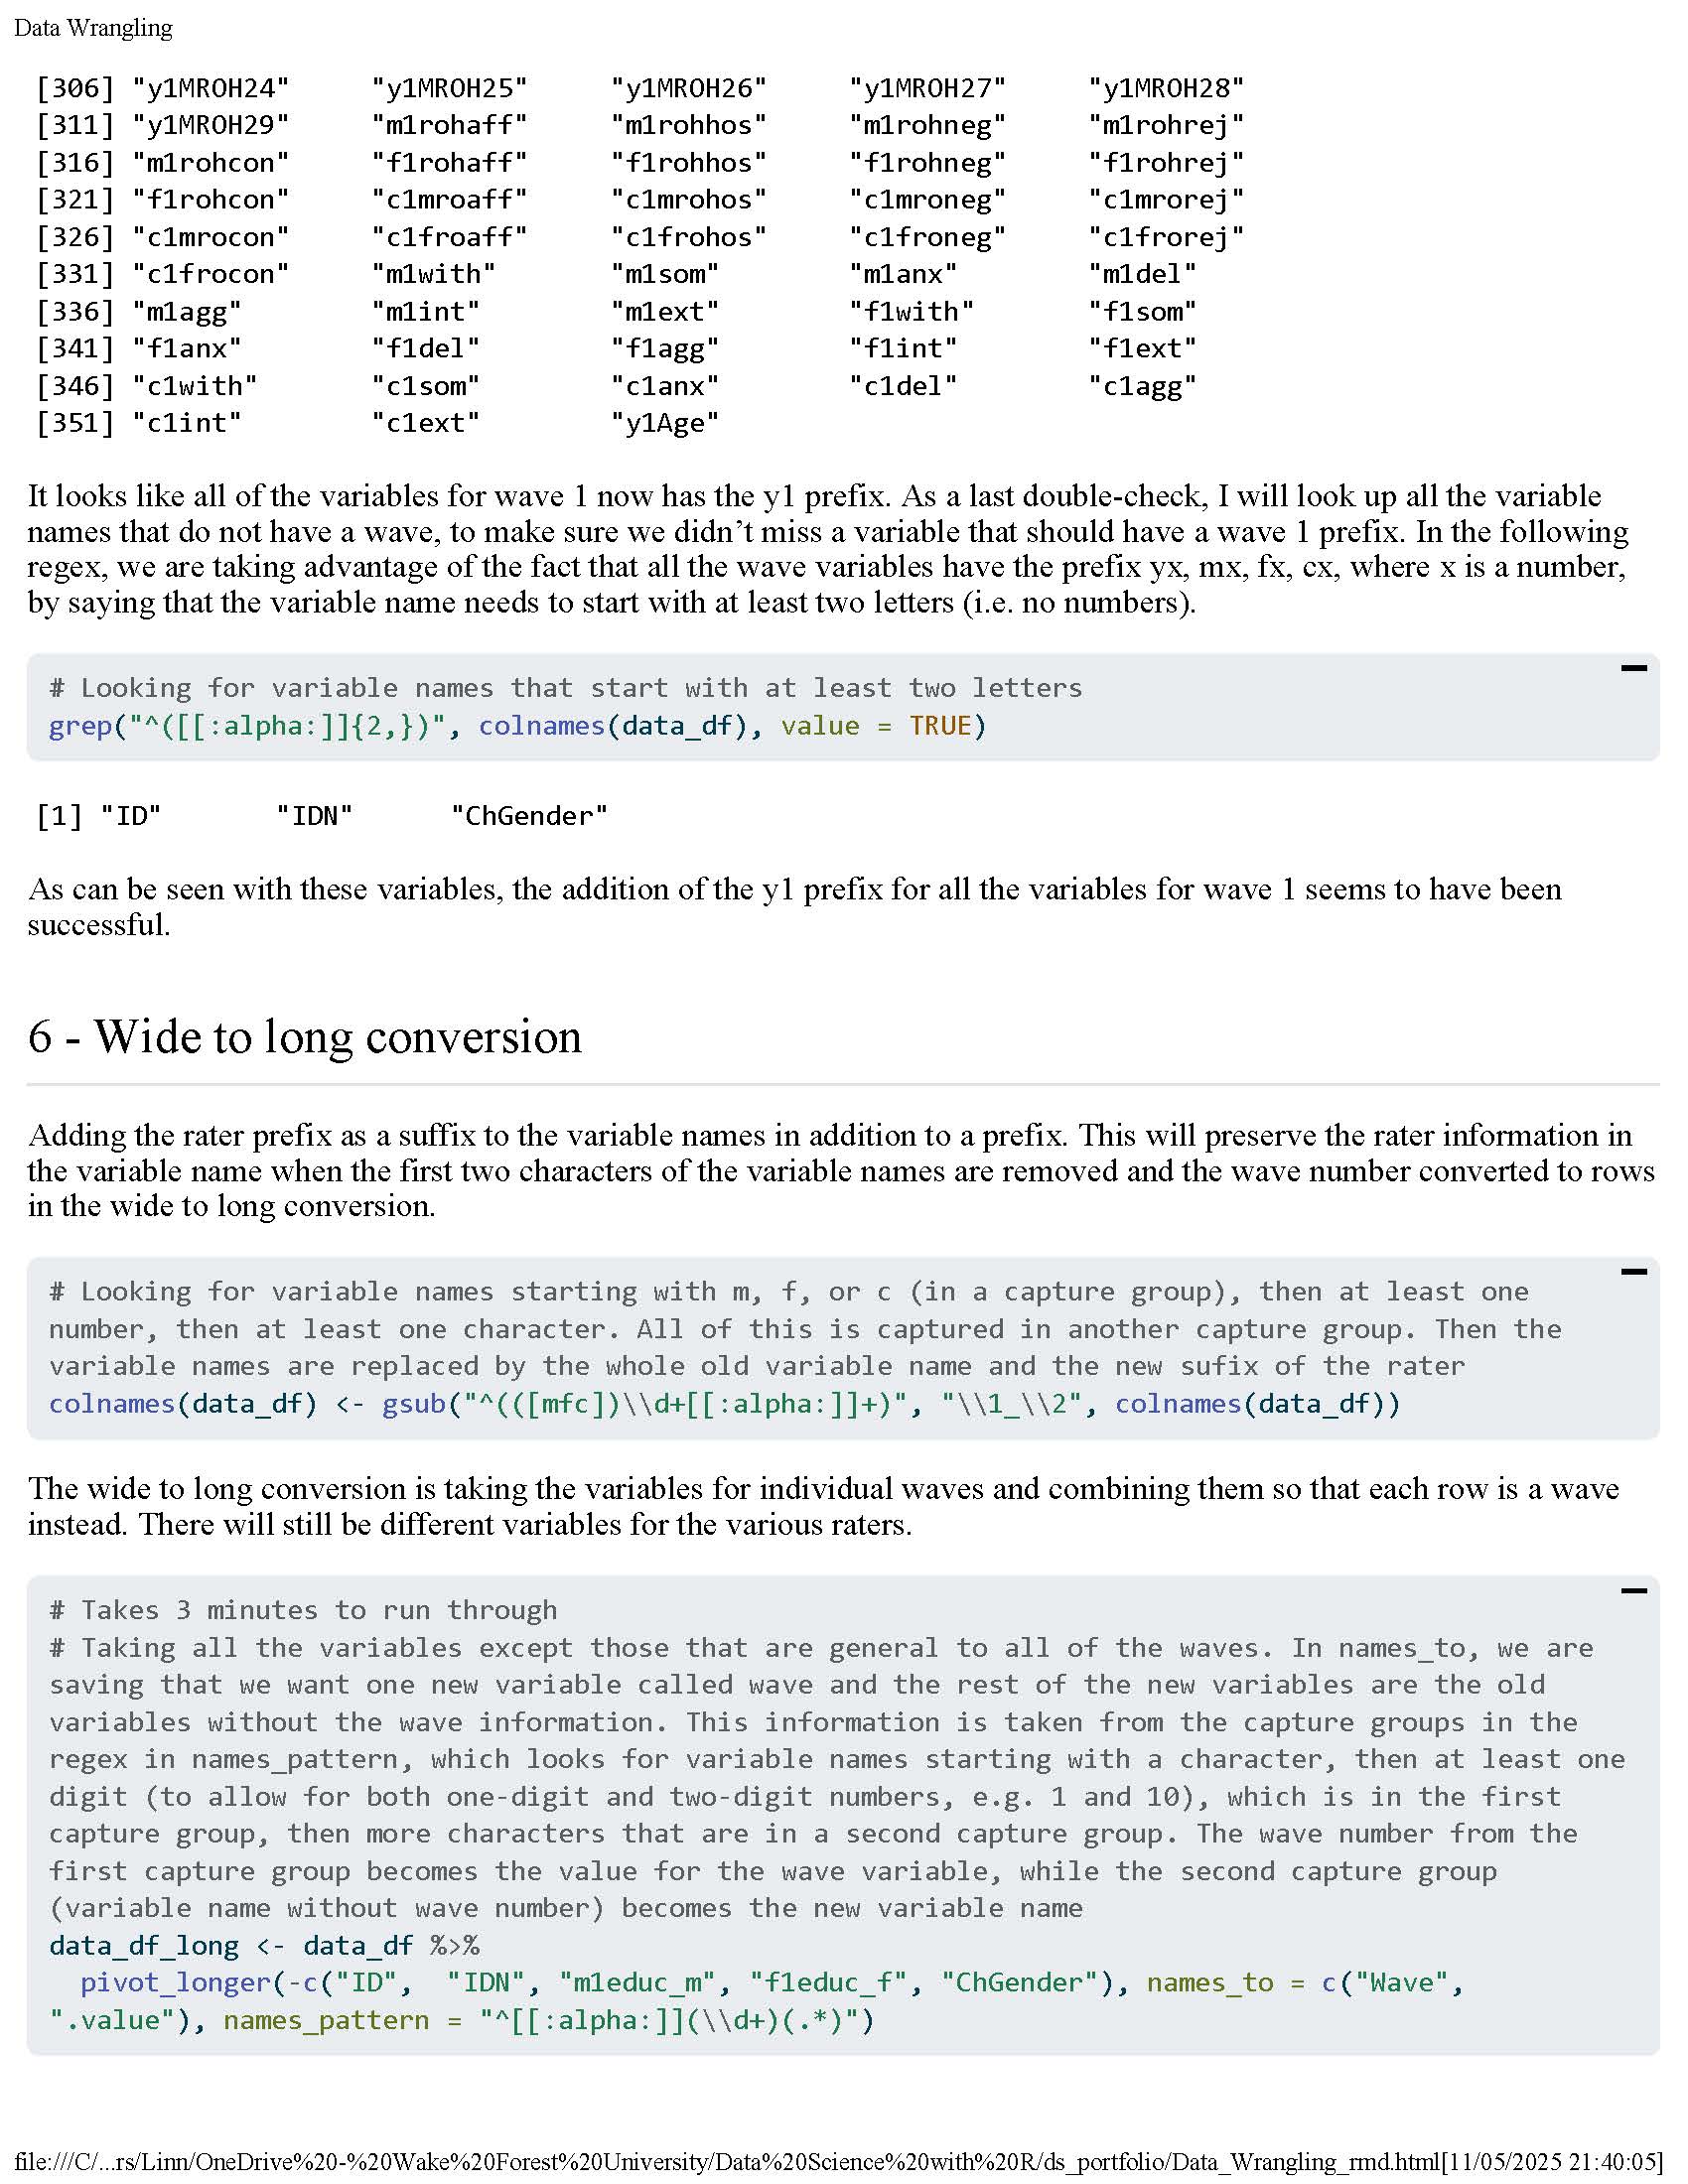 Data Wrangling
[306] "y1MROH24" "y1MROH25" "y1MROH26" "y1MROH27" "y1MROH28"
[311] "y1MROH29" "m1rohaff" "m1rohhos" "m1rohneg" "m1rohrej"
[316] "m1rohcon" "f1rohaff" "f1rohhos" "f1rohneg" "f1rohrej"
[321] "f1rohcon" "c1mroaff" "c1mrohos" "c1mroneg" "c1mrorej"
[326] "c1mrocon" "c1froaff" "c1frohos" "c1froneg" "c1frorej"
[331] "c1frocon" "m1with" "m1som" "m1anx" "m1del"
[336] "m1agg" "m1int" "m1ext" "f1with" "f1som"
[341] "f1anx" "f1del" "f1agg" "f1int" "f1ext"
[346] "c1with" "c1som" "c1anx" "c1del" "c1agg"
[351] "c1int" "c1ext" "y1Age"
It looks like all of the variables for wave 1 now has the y1 prefix. As a last double-check, I will look up all the variable
names that do not have a wave, to make sure we didn’t miss a variable that should have a wave 1 prefix. In the following
regex, we are taking advantage of the fact that all the wave variables have the prefix yx, mx, fx, cx, where x is a number,
by saying that the variable name needs to start with at least two letters (i.e. no numbers).
# Looking for variable names that start with at least two letters
grep("^([[:alpha:]]{2,})", colnames(data_df), value = TRUE)
[1] "ID" "IDN" "ChGender"
As can be seen with these variables, the addition of the y1 prefix for all the variables for wave 1 seems to have been
successful.
6 - Wide to long conversion
Adding the rater prefix as a suffix to the variable names in addition to a prefix. This will preserve the rater information in
the variable name when the first two characters of the variable names are removed and the wave number converted to rows
in the wide to long conversion.
# Looking for variable names starting with m, f, or c (in a capture group), then at least one
number, then at least one character. All of this is captured in another capture group. Then the
variable names are replaced by the whole old variable name and the new sufix of the rater
colnames(data_df) <- gsub("^(([mfc])\\d+[[:alpha:]]+)", "\\1_\\2", colnames(data_df))
The wide to long conversion is taking the variables for individual waves and combining them so that each row is a wave
instead. There will still be different variables for the various raters.
# Takes 3 minutes to run through
# Taking all the variables except those that are general to all of the waves. In names_to, we are
saving that we want one new variable called wave and the rest of the new variables are the old
variables without the wave information. This information is taken from the capture groups in the
regex in names_pattern, which looks for variable names starting with a character, then at least one
digit (to allow for both one-digit and two-digit numbers, e.g. 1 and 10), which is in the first
capture group, then more characters that are in a second capture group. The wave number from the
first capture group becomes the value for the wave variable, while the second capture group
(variable name without wave number) becomes the new variable name
data_df_long <- data_df %>%
pivot_longer(-c("ID", "IDN", "m1educ_m", "f1educ_f", "ChGender"), names_to = c("Wave",
".value"), names_pattern = "^[[:alpha:]](\\d+)(.*)")
file:///C/...rs/Linn/OneDrive%20-%20Wake%20Forest%20University/Data%20Science%20with%20R/ds_portfolio/Data_Wrangling_rmd.html[11/05/2025 21:40:05]